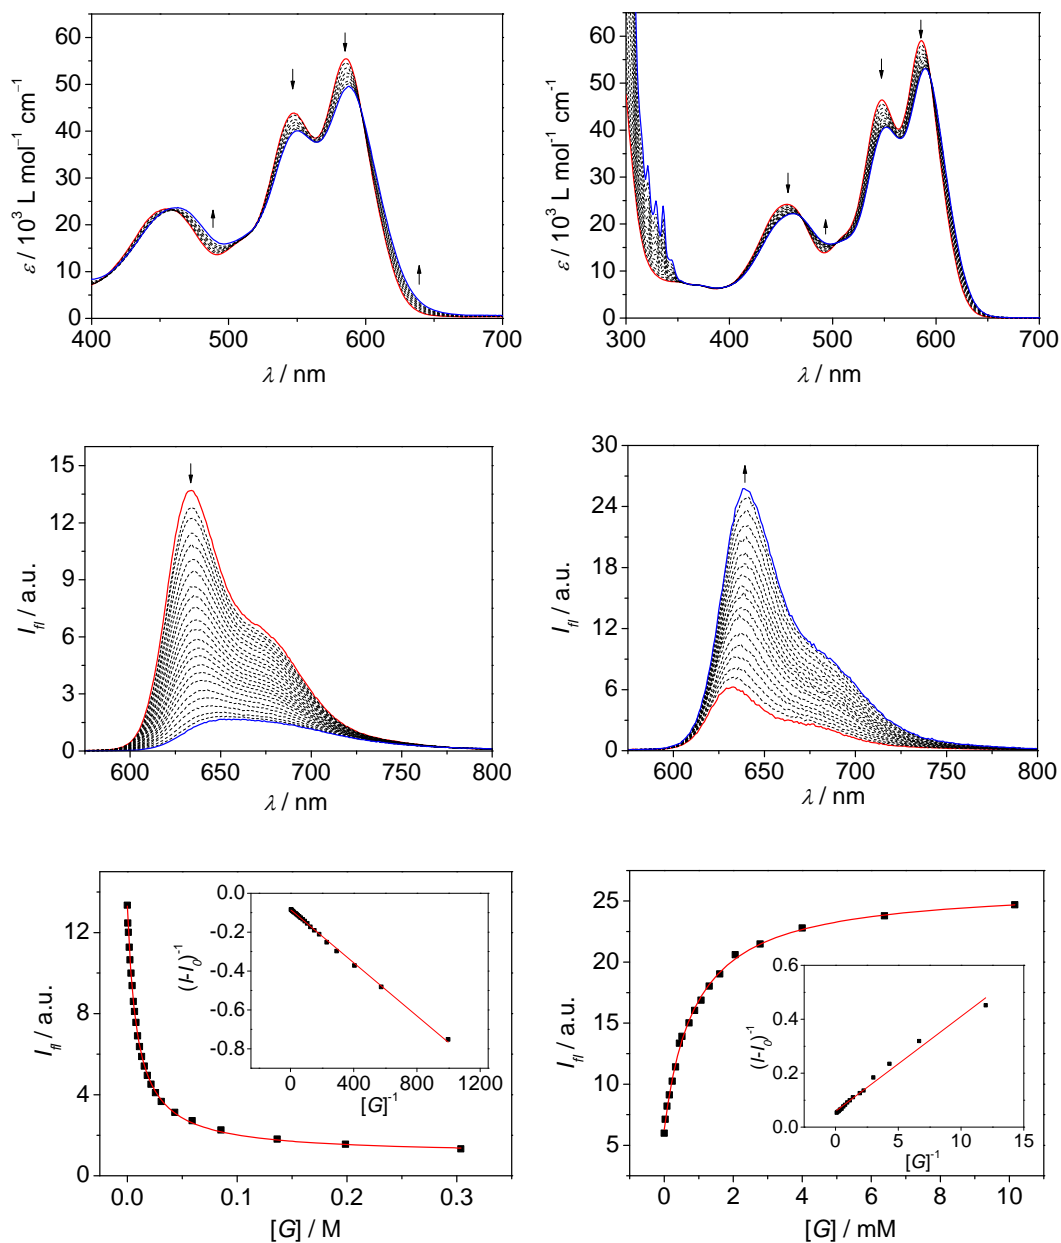 60
50
40
30
20
10
0
ε / 10³ L mol⁻¹ cm⁻¹
400 500 600 700
λ / nm
60
50
40
30
20
10
0
ε / 10³ L mol⁻¹ cm⁻¹
300 400 500 600 700
λ / nm
15
12
9
6
3
0
I_fl / a.u.
600 650 700 750 800
λ / nm
30
24
18
12
6
0
I_fl / a.u.
600 650 700 750 800
λ / nm
12
8
4
0
I_fl / a.u.
0.0 0.1 0.2 0.3
[G] / M
0.0
-0.2
-0.4
-0.6
-0.8
(I-I₀)⁻¹
0 400 800 1200
[G]⁻¹
25
20
15
10
5
I_fl / a.u.
0 2 4 6 8 10
[G] / mM
0.6
0.4
0.2
0.0
(I-I₀)⁻¹
0 5 10 15
[G]⁻¹